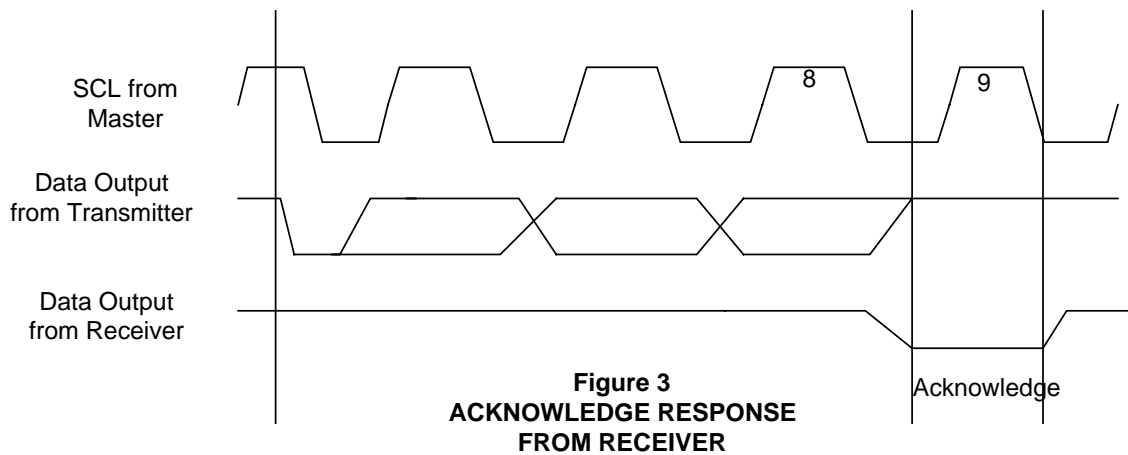 SCL from
Master
8
9
Data Output
from Transmitter
Data Output
from Receiver
Acknowledge
Figure 3
ACKNOWLEDGE RESPONSE
FROM RECEIVER